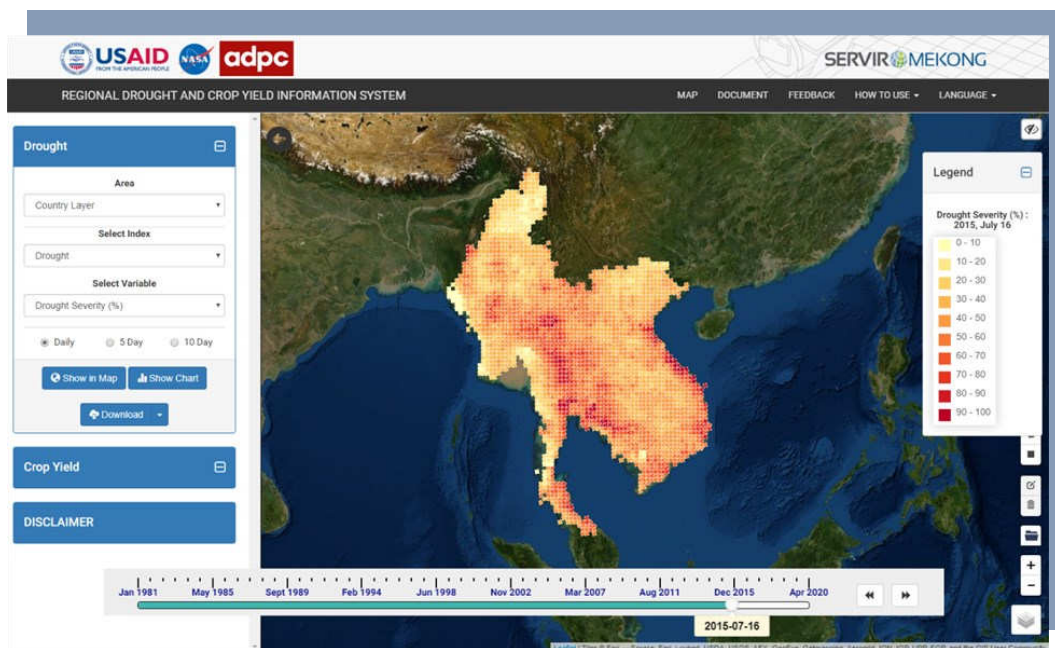 USAID
FROM THE AMERICAN PEOPLE
NASA
adpc
SERVIR MEKONG
REGIONAL DROUGHT AND CROP YIELD INFORMATION SYSTEM
MAP DOCUMENT FEEDBACK HOW TO USE LANGUAGE
Drought
Area
Country Layer
Select Index
Drought
Select Variable
Drought Severity (%)
Daily 5 Day 10 Day
Show in Map Show Chart
Download
Crop Yield
DISCLAIMER
Legend
Drought Severity (%) :
2015, July 16
0 - 10
10 - 20
20 - 30
30 - 40
40 - 50
50 - 60
60 - 70
70 - 80
80 - 90
90 - 100
+
−
Jan 1981 May 1985 Sept 1989 Feb 1994 Jun 1998 Nov 2002 Mar 2007 Aug 2011 Dec 2015 Apr 2020
2015-07-16